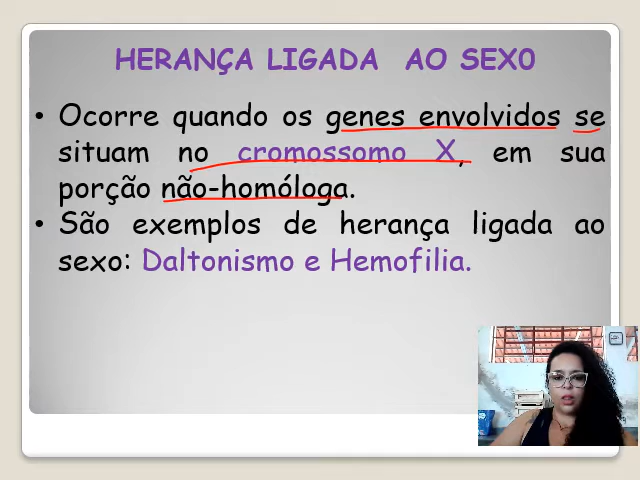 HERANÇA LIGADA AO SEX0
• Ocorre quando os genes envolvidos se
situam no cromossomo X, em sua
porção não-homóloga.
• São exemplos de herança ligada ao
sexo: Daltonismo e Hemofilia.